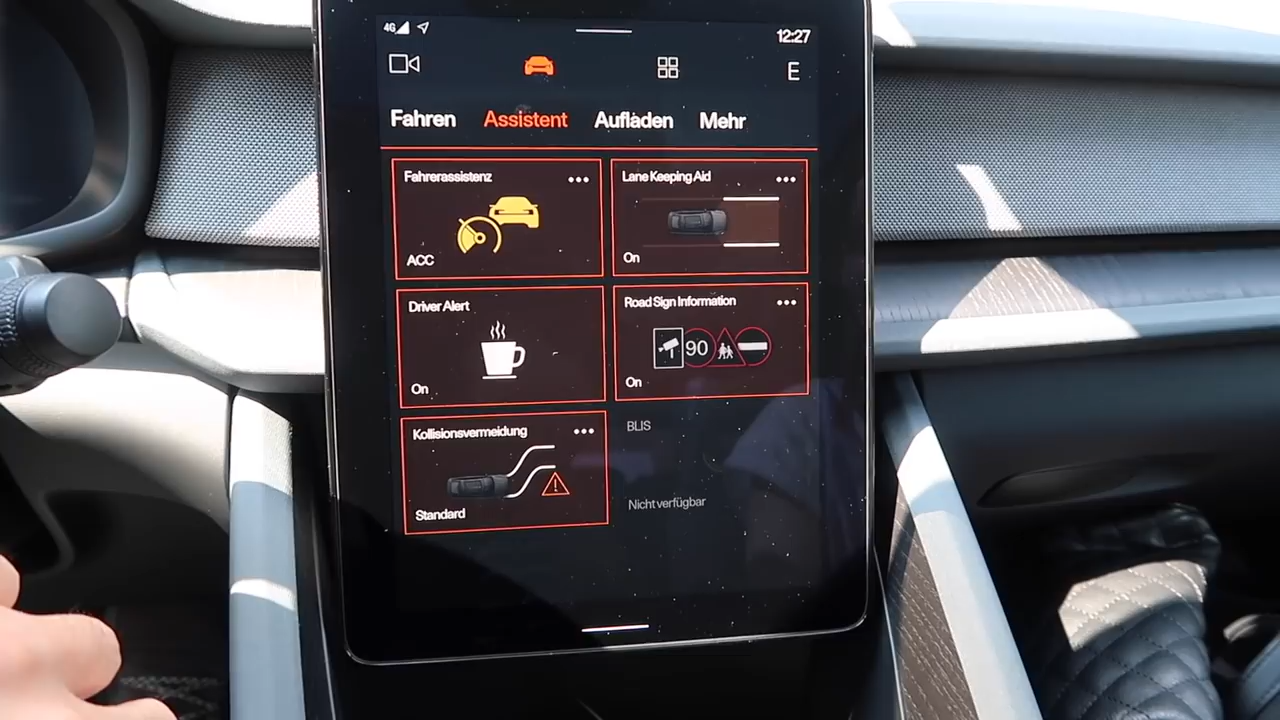 4G
12:27
E
Fahren Assistent Aufladen Mehr
Fahrerassistenz
ACC
Lane Keeping Aid
On
Driver Alert
On
Road Sign Information
90
On
Kollisionsvermeidung
Standard
BLIS
Nicht verfügbar